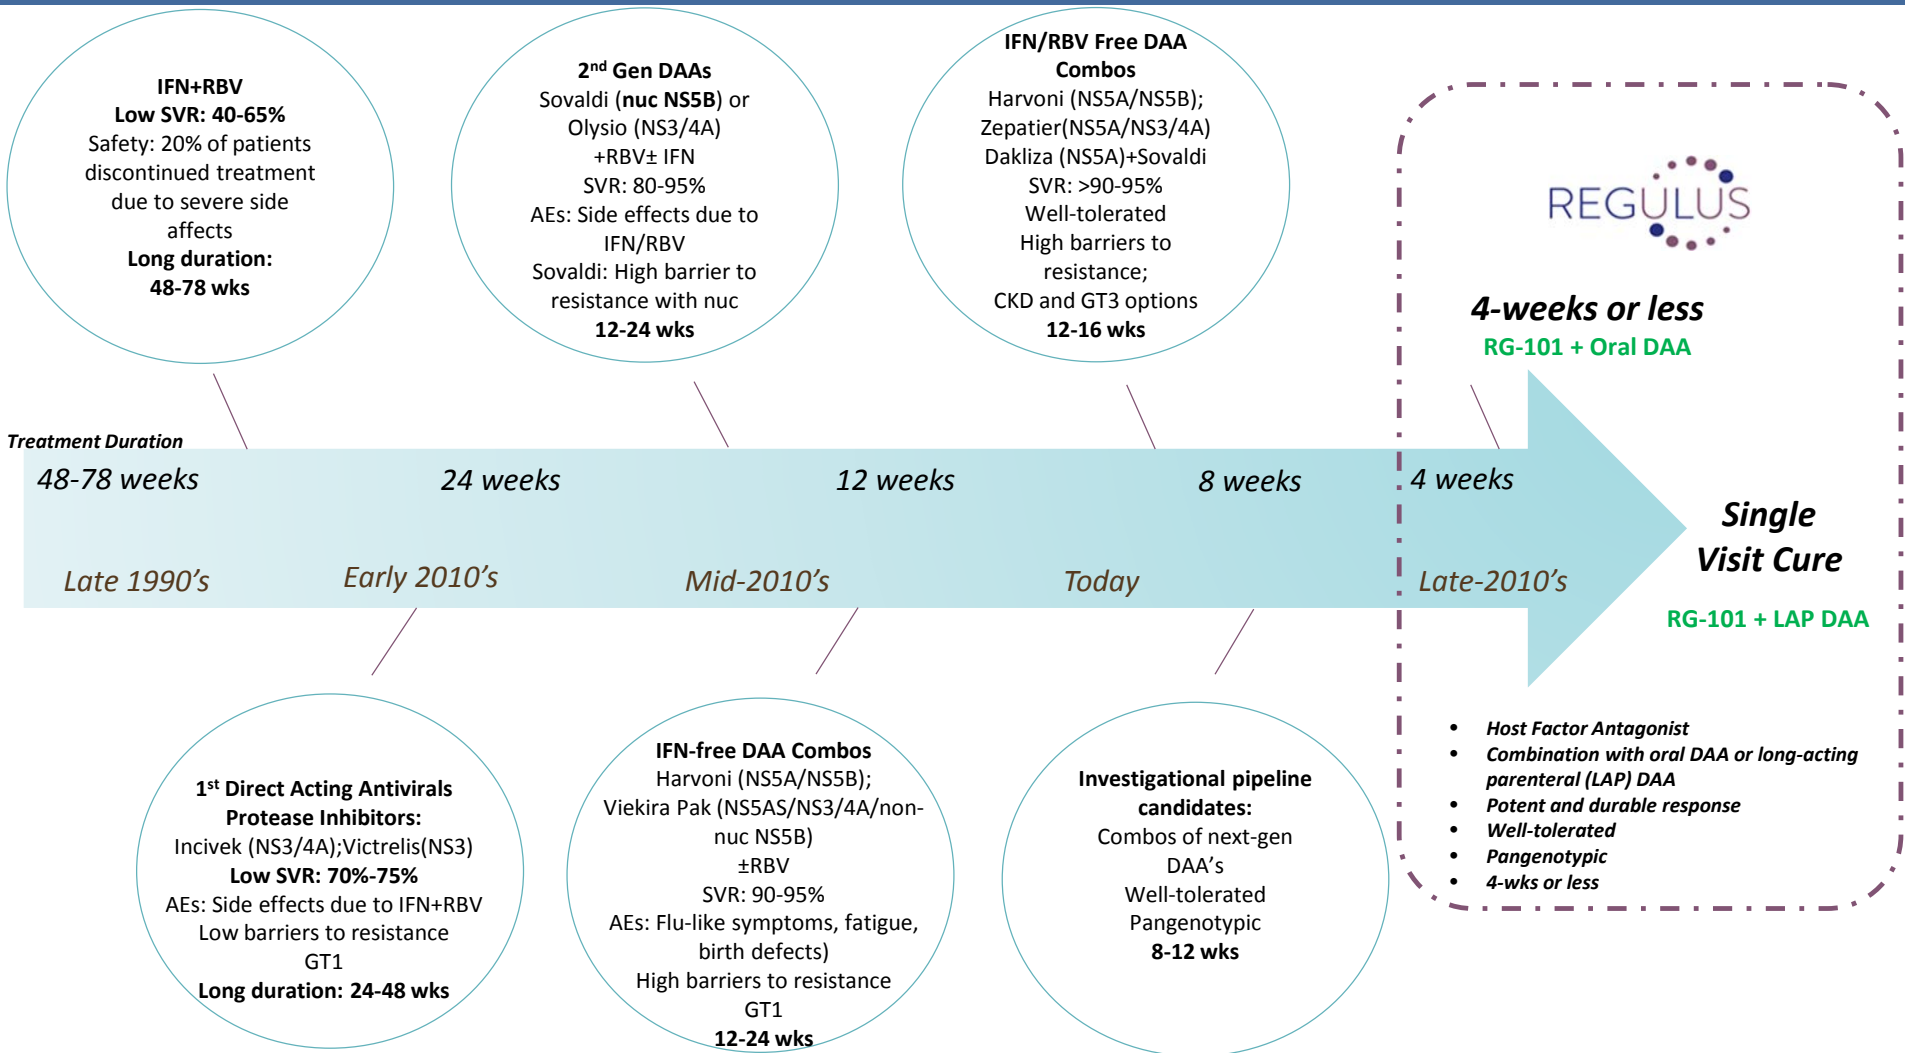 IFN+RBV
Low SVR: 40-65%
Safety: 20% of patients
discontinued treatment
due to severe side
affects
Long duration:
48-78 wks
2nd Gen DAAs
Sovaldi (nuc NS5B) or
Olysio (NS3/4A)
+RBV± IFN
SVR: 80-95%
AEs: Side effects due to
IFN/RBV
Sovaldi: High barrier to
resistance with nuc
12-24 wks
IFN/RBV Free DAA
Combos
Harvoni (NS5A/NS5B);
Zepatier(NS5A/NS3/4A)
Dakliza (NS5A)+Sovaldi
SVR: >90-95%
Well-tolerated
High barriers to
resistance;
CKD and GT3 options
12-16 wks
REGULUS
4-weeks or less
RG-101 + Oral DAA
Treatment Duration
48-78 weeks
24 weeks
12 weeks
8 weeks
4 weeks
Late 1990's
Early 2010's
Mid-2010's
Today
Late-2010's
Single
Visit Cure
RG-101 + LAP DAA
1st Direct Acting Antivirals
Protease Inhibitors:
Incivek (NS3/4A);Victrelis(NS3)
Low SVR: 70%-75%
AEs: Side effects due to IFN+RBV
Low barriers to resistance
GT1
Long duration: 24-48 wks
IFN-free DAA Combos
Harvoni (NS5A/NS5B);
Viekira Pak (NS5AS/NS3/4A/non-
nuc NS5B)
±RBV
SVR: 90-95%
AEs: Flu-like symptoms, fatigue,
birth defects)
High barriers to resistance
GT1
12-24 wks
Investigational pipeline
candidates:
Combos of next-gen
DAA's
Well-tolerated
Pangenotypic
8-12 wks
• Host Factor Antagonist
• Combination with oral DAA or long-acting
parenteral (LAP) DAA
• Potent and durable response
• Well-tolerated
• Pangenotypic
• 4-wks or less